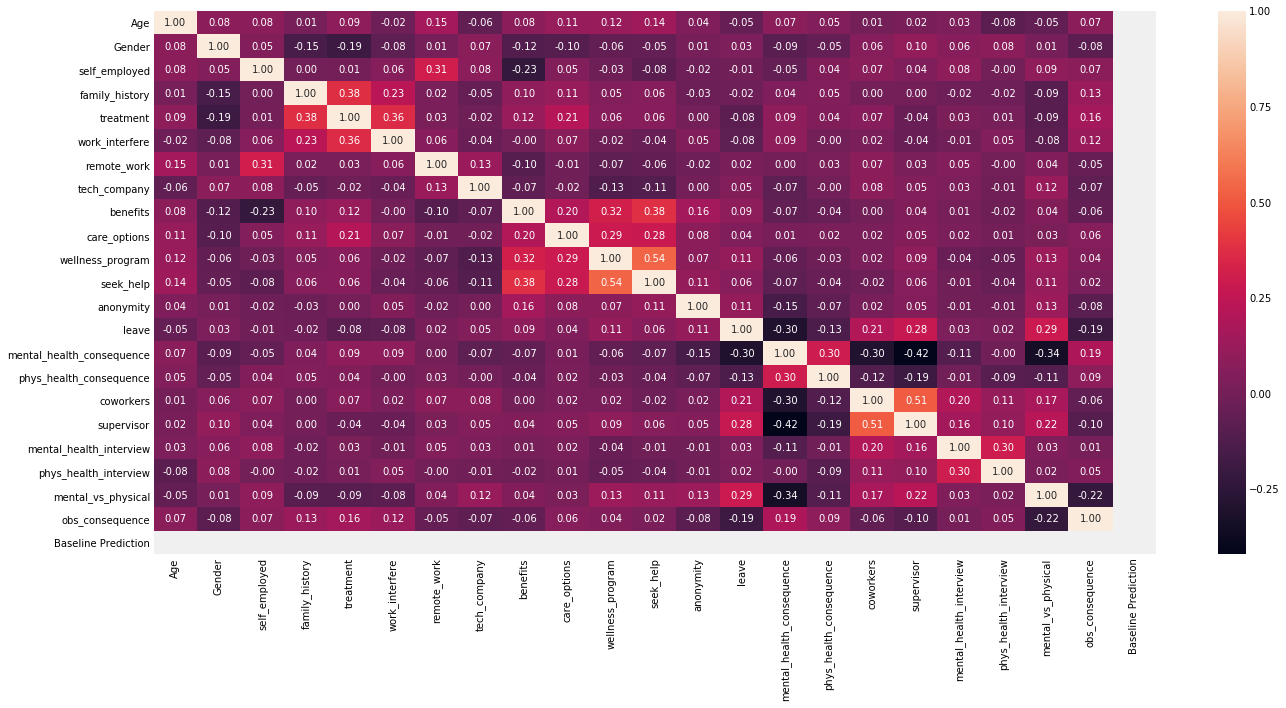 Age 1.00 0.08 0.08 0.01 0.09 -0.02 0.15 -0.06 0.08 0.11 0.12 0.14 0.04 -0.05 0.07 0.05 0.01 0.02 0.03 -0.08 -0.05 0.07
Gender 0.08 1.00 0.05 -0.15 -0.19 -0.08 0.01 0.07 -0.12 -0.10 -0.06 -0.05 0.01 0.03 -0.09 -0.05 0.06 0.10 0.06 0.08 0.01 -0.08
self_employed 0.08 0.05 1.00 0.00 0.01 0.06 0.31 0.08 -0.23 0.05 -0.03 -0.08 -0.02 -0.01 -0.05 0.04 0.07 0.04 0.08 -0.00 0.09 0.07
family_history 0.01 -0.15 0.00 1.00 0.38 0.23 0.02 -0.05 0.10 0.11 0.05 0.06 -0.03 -0.02 0.04 0.05 0.00 0.00 -0.02 -0.02 -0.09 0.13
treatment 0.09 -0.19 0.01 0.38 1.00 0.36 0.03 -0.02 0.12 0.21 0.06 0.06 0.00 -0.08 0.09 0.04 0.07 -0.04 0.03 0.01 -0.09 0.16
work_interfere -0.02 -0.08 0.06 0.23 0.36 1.00 0.06 -0.04 -0.00 0.07 -0.02 -0.04 0.05 -0.08 0.09 -0.00 0.02 -0.04 -0.01 0.05 -0.08 0.12
remote_work 0.15 0.01 0.31 0.02 0.03 0.06 1.00 0.13 -0.10 -0.01 -0.07 -0.06 -0.02 0.02 0.00 0.03 0.07 0.03 0.05 -0.00 0.04 -0.05
tech_company -0.06 0.07 0.08 -0.05 -0.02 -0.04 0.13 1.00 -0.07 -0.02 -0.13 -0.11 0.00 0.05 -0.07 -0.00 0.08 0.05 0.03 -0.01 0.12 -0.07
benefits 0.08 -0.12 -0.23 0.10 0.12 -0.00 -0.10 -0.07 1.00 0.20 0.32 0.38 0.16 0.09 -0.07 -0.04 0.00 0.04 0.01 -0.02 0.04 -0.06
care_options 0.11 -0.10 0.05 0.11 0.21 0.07 -0.01 -0.02 0.20 1.00 0.29 0.28 0.08 0.04 0.01 0.02 0.02 0.05 0.02 0.01 0.03 0.06
wellness_program 0.12 -0.06 -0.03 0.05 0.06 -0.02 -0.07 -0.13 0.32 0.29 1.00 0.54 0.07 0.11 -0.06 -0.03 0.02 0.09 -0.04 -0.05 0.13 0.04
seek_help 0.14 -0.05 -0.08 0.06 0.06 -0.04 -0.06 -0.11 0.38 0.28 0.54 1.00 0.11 0.06 -0.07 -0.04 -0.02 0.06 -0.01 -0.04 0.11 0.02
anonymity 0.04 0.01 -0.02 -0.03 0.00 0.05 -0.02 0.00 0.16 0.08 0.07 0.11 1.00 0.11 -0.15 -0.07 0.02 0.05 -0.01 -0.01 0.13 -0.08
leave -0.05 0.03 -0.01 -0.02 -0.08 -0.08 0.02 0.05 0.09 0.04 0.11 0.06 0.11 1.00 -0.30 -0.13 0.21 0.28 0.03 0.02 0.29 -0.19
mental_health_consequence 0.07 -0.09 -0.05 0.04 0.09 0.09 0.00 -0.07 -0.07 0.01 -0.06 -0.07 -0.15 -0.30 1.00 0.30 -0.30 -0.42 -0.11 -0.00 -0.34 0.19
phys_health_consequence 0.05 -0.05 0.04 0.05 0.04 -0.00 0.03 -0.00 -0.04 0.02 -0.03 -0.04 -0.07 -0.13 0.30 1.00 -0.12 -0.19 -0.01 -0.09 -0.11 0.09
coworkers 0.01 0.06 0.07 0.00 0.07 0.02 0.07 0.08 0.00 0.02 0.02 -0.02 0.02 0.21 -0.30 -0.12 1.00 0.51 0.20 0.11 0.17 -0.06
supervisor 0.02 0.10 0.04 0.00 -0.04 -0.04 0.03 0.05 0.04 0.05 0.09 0.06 0.05 0.28 -0.42 -0.19 0.51 1.00 0.16 0.10 0.22 -0.10
mental_health_interview 0.03 0.06 0.08 -0.02 0.03 -0.01 0.05 0.03 0.01 0.02 -0.04 -0.01 -0.01 0.03 -0.11 -0.01 0.20 0.16 1.00 0.30 0.03 0.01
phys_health_interview -0.08 0.08 -0.00 -0.02 0.01 0.05 -0.00 -0.01 -0.02 0.01 -0.05 -0.04 -0.01 0.02 -0.00 -0.09 0.11 0.10 0.30 1.00 0.02 0.05
mental_vs_physical -0.05 0.01 0.09 -0.09 -0.09 -0.08 0.04 0.12 0.04 0.03 0.13 0.11 0.13 0.29 -0.34 -0.11 0.17 0.22 0.03 0.02 1.00 -0.22
obs_consequence 0.07 -0.08 0.07 0.13 0.16 0.12 -0.05 -0.07 -0.06 0.06 0.04 0.02 -0.08 -0.19 0.19 0.09 -0.06 -0.10 0.01 0.05 -0.22 1.00
Baseline Prediction
Age
Gender
self_employed
family_history
treatment
work_interfere
remote_work
tech_company
benefits
care_options
wellness_program
seek_help
anonymity
leave
mental_health_consequence
phys_health_consequence
coworkers
supervisor
mental_health_interview
phys_health_interview
mental_vs_physical
obs_consequence
Baseline Prediction
1.00
0.75
0.50
0.25
0.00
-0.25